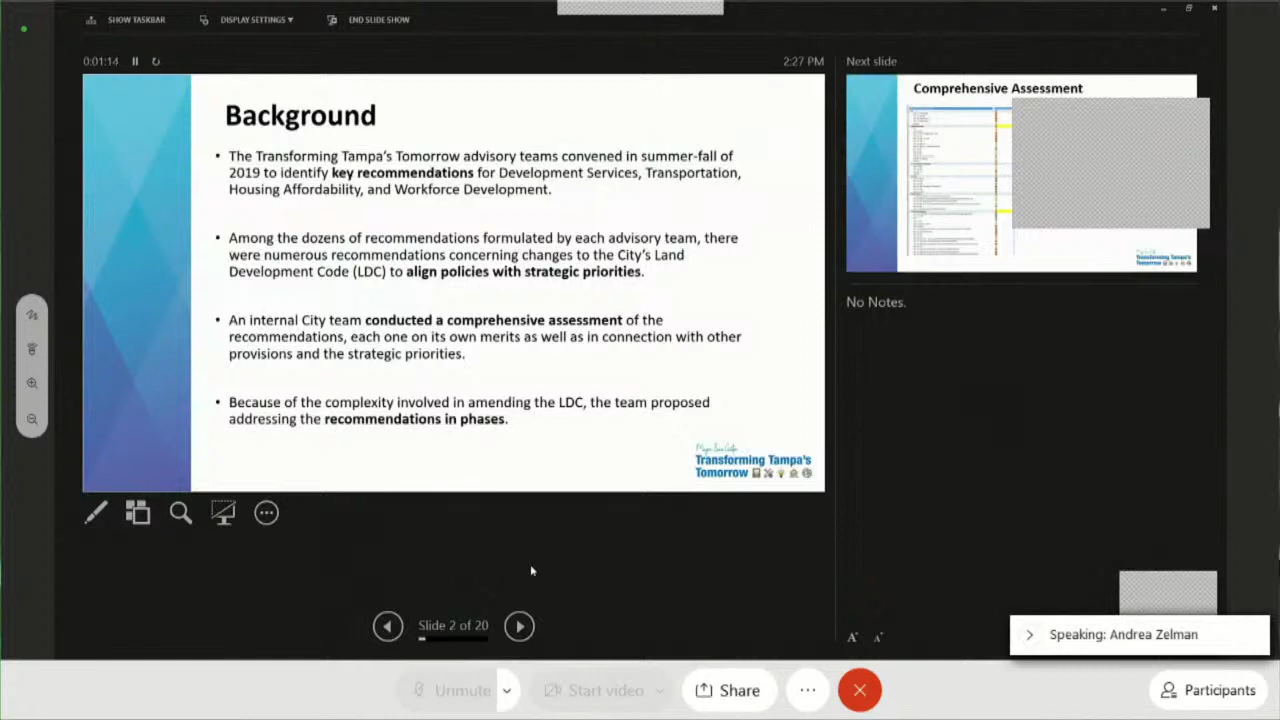 SHOW TASKBAR
DISPLAY SETTINGS ▾
END SLIDE SHOW
0:01:14
2:27 PM
Next slide
Background
• The Transforming Tampa's Tomorrow advisory teams convened in summer-fall of
2019 to identify key recommendations for Development Services, Transportation,
Housing Affordability, and Workforce Development.
Among the dozens of recommendations formulated by each advisory team, there
were numerous recommendations concerning changes to the City's Land
Development Code (LDC) to align policies with strategic priorities.
• An internal City team conducted a comprehensive assessment of the
recommendations, each one on its own merits as well as in connection with other
provisions and the strategic priorities.
• Because of the complexity involved in amending the LDC, the team proposed
addressing the recommendations in phases.
Transforming Tampa's
Tomorrow
Comprehensive Assessment
Transforming Tampa's
Tomorrow
No Notes.
Slide 2 of 20
A A
Speaking: Andrea Zelman
Unmute
Start video
Share
Participants